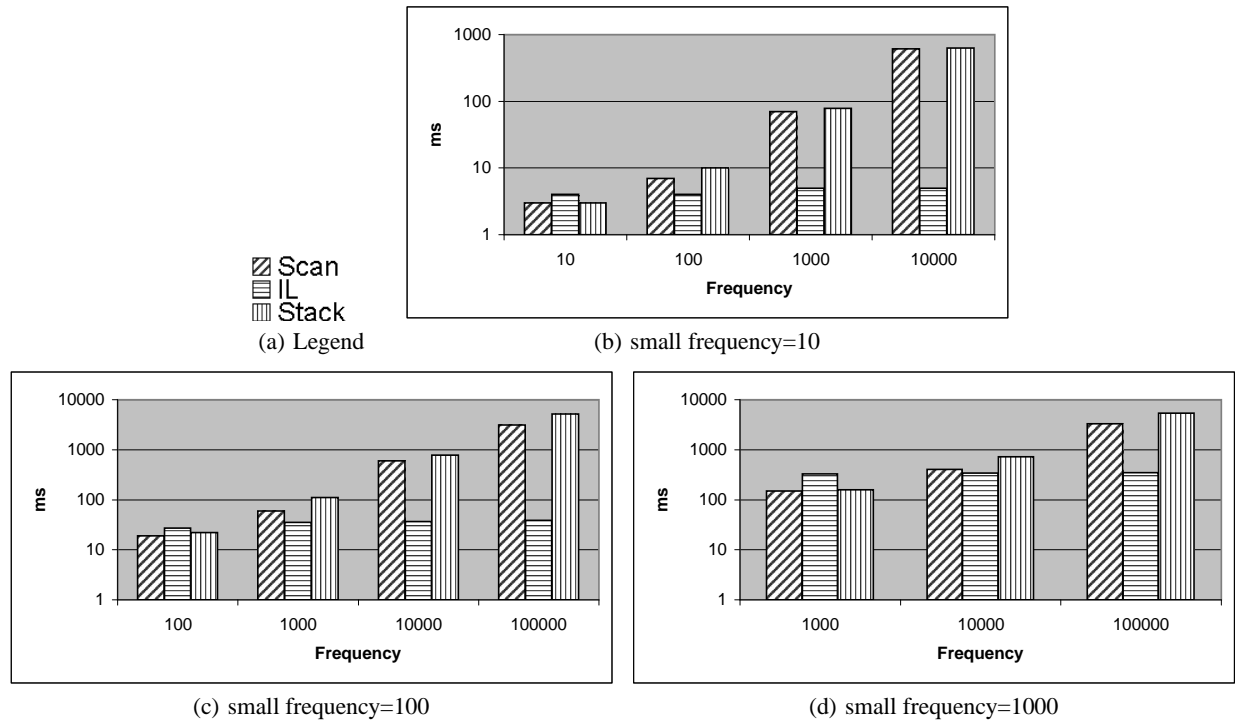 1000
100
10
1
ms
10 100 1000 10000
Frequency
Scan
IL
Stack
(a) Legend
(b) small frequency=10
10000
1000
100
10
1
ms
100 1000 10000 100000
Frequency
(c) small frequency=100
10000
1000
100
10
1
ms
1000 10000 100000
Frequency
(d) small frequency=1000